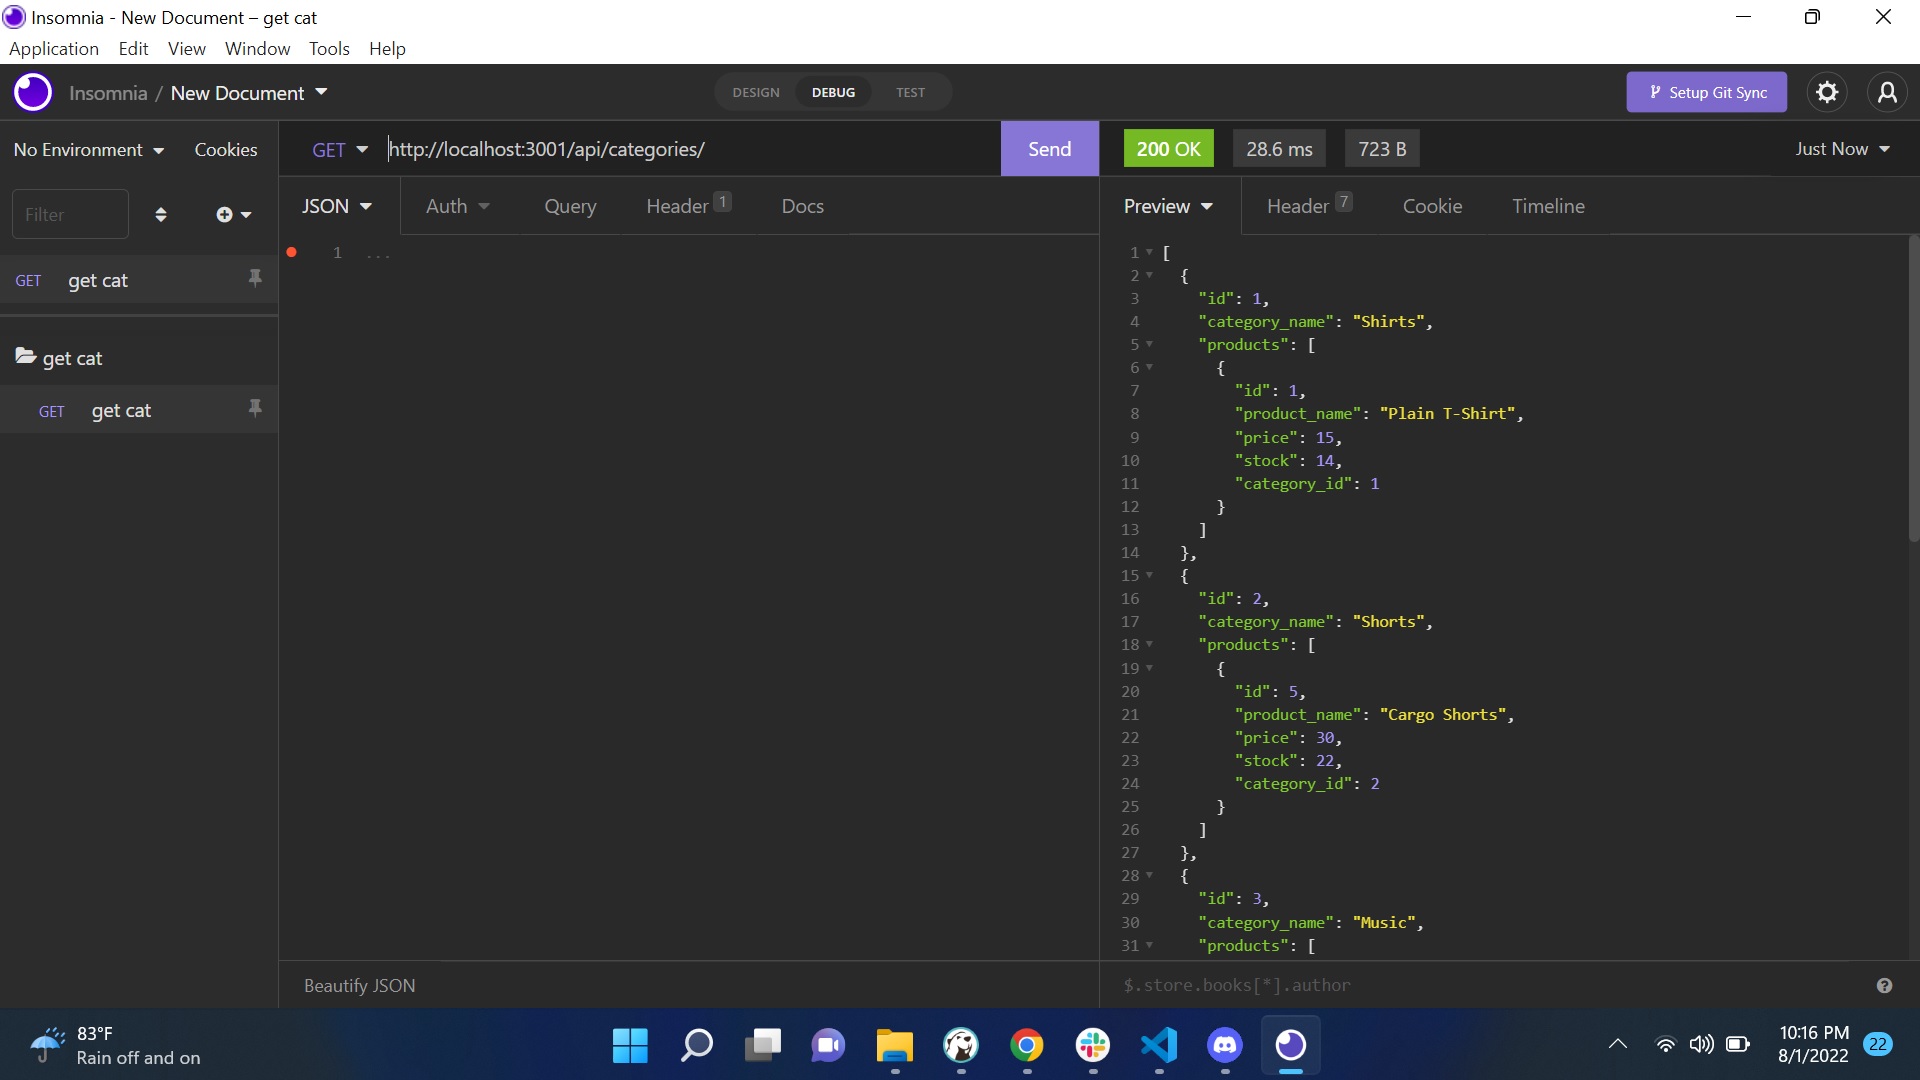 Insomnia - New Document – get cat
Application Edit View Window Tools Help
Insomnia / New Document
DESIGN DEBUG TEST
Setup Git Sync
No Environment Cookies
GET http://localhost:3001/api/categories/ Send
200 OK 28.6 ms 723 B Just Now
Filter
JSON Auth Query Header 1 Docs
Preview Header 7 Cookie Timeline
GET get cat
get cat
GET get cat
1 ...
1 [
2 {
3 "id": 1,
4 "category_name": "Shirts",
5 "products": [
6 {
7 "id": 1,
8 "product_name": "Plain T-Shirt",
9 "price": 15,
10 "stock": 14,
11 "category_id": 1
12 }
13 ]
14 },
15 {
16 "id": 2,
17 "category_name": "Shorts",
18 "products": [
19 {
20 "id": 5,
21 "product_name": "Cargo Shorts",
22 "price": 30,
23 "stock": 22,
24 "category_id": 2
25 }
26 ]
27 },
28 {
29 "id": 3,
30 "category_name": "Music",
31 "products": [
Beautify JSON
$.store.books[*].author
83°F
Rain off and on
10:16 PM
8/1/2022
22